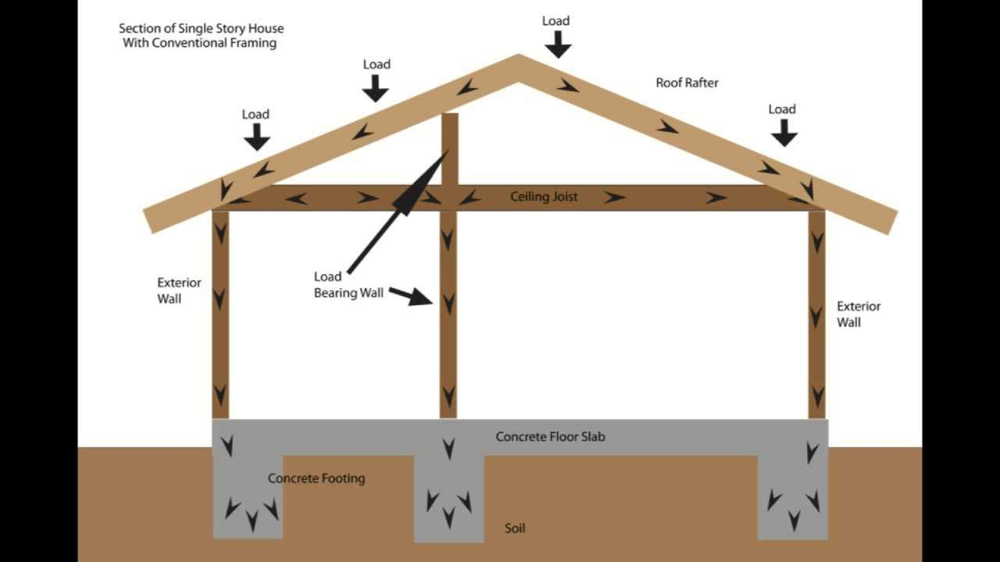 Section of Single Story House
With Conventional Framing
Load
Load
Load
Roof Rafter
Load
Ceiling Joist
Load
Bearing Wall
Exterior
Wall
Exterior
Wall
Concrete Floor Slab
Concrete Footing
Soil